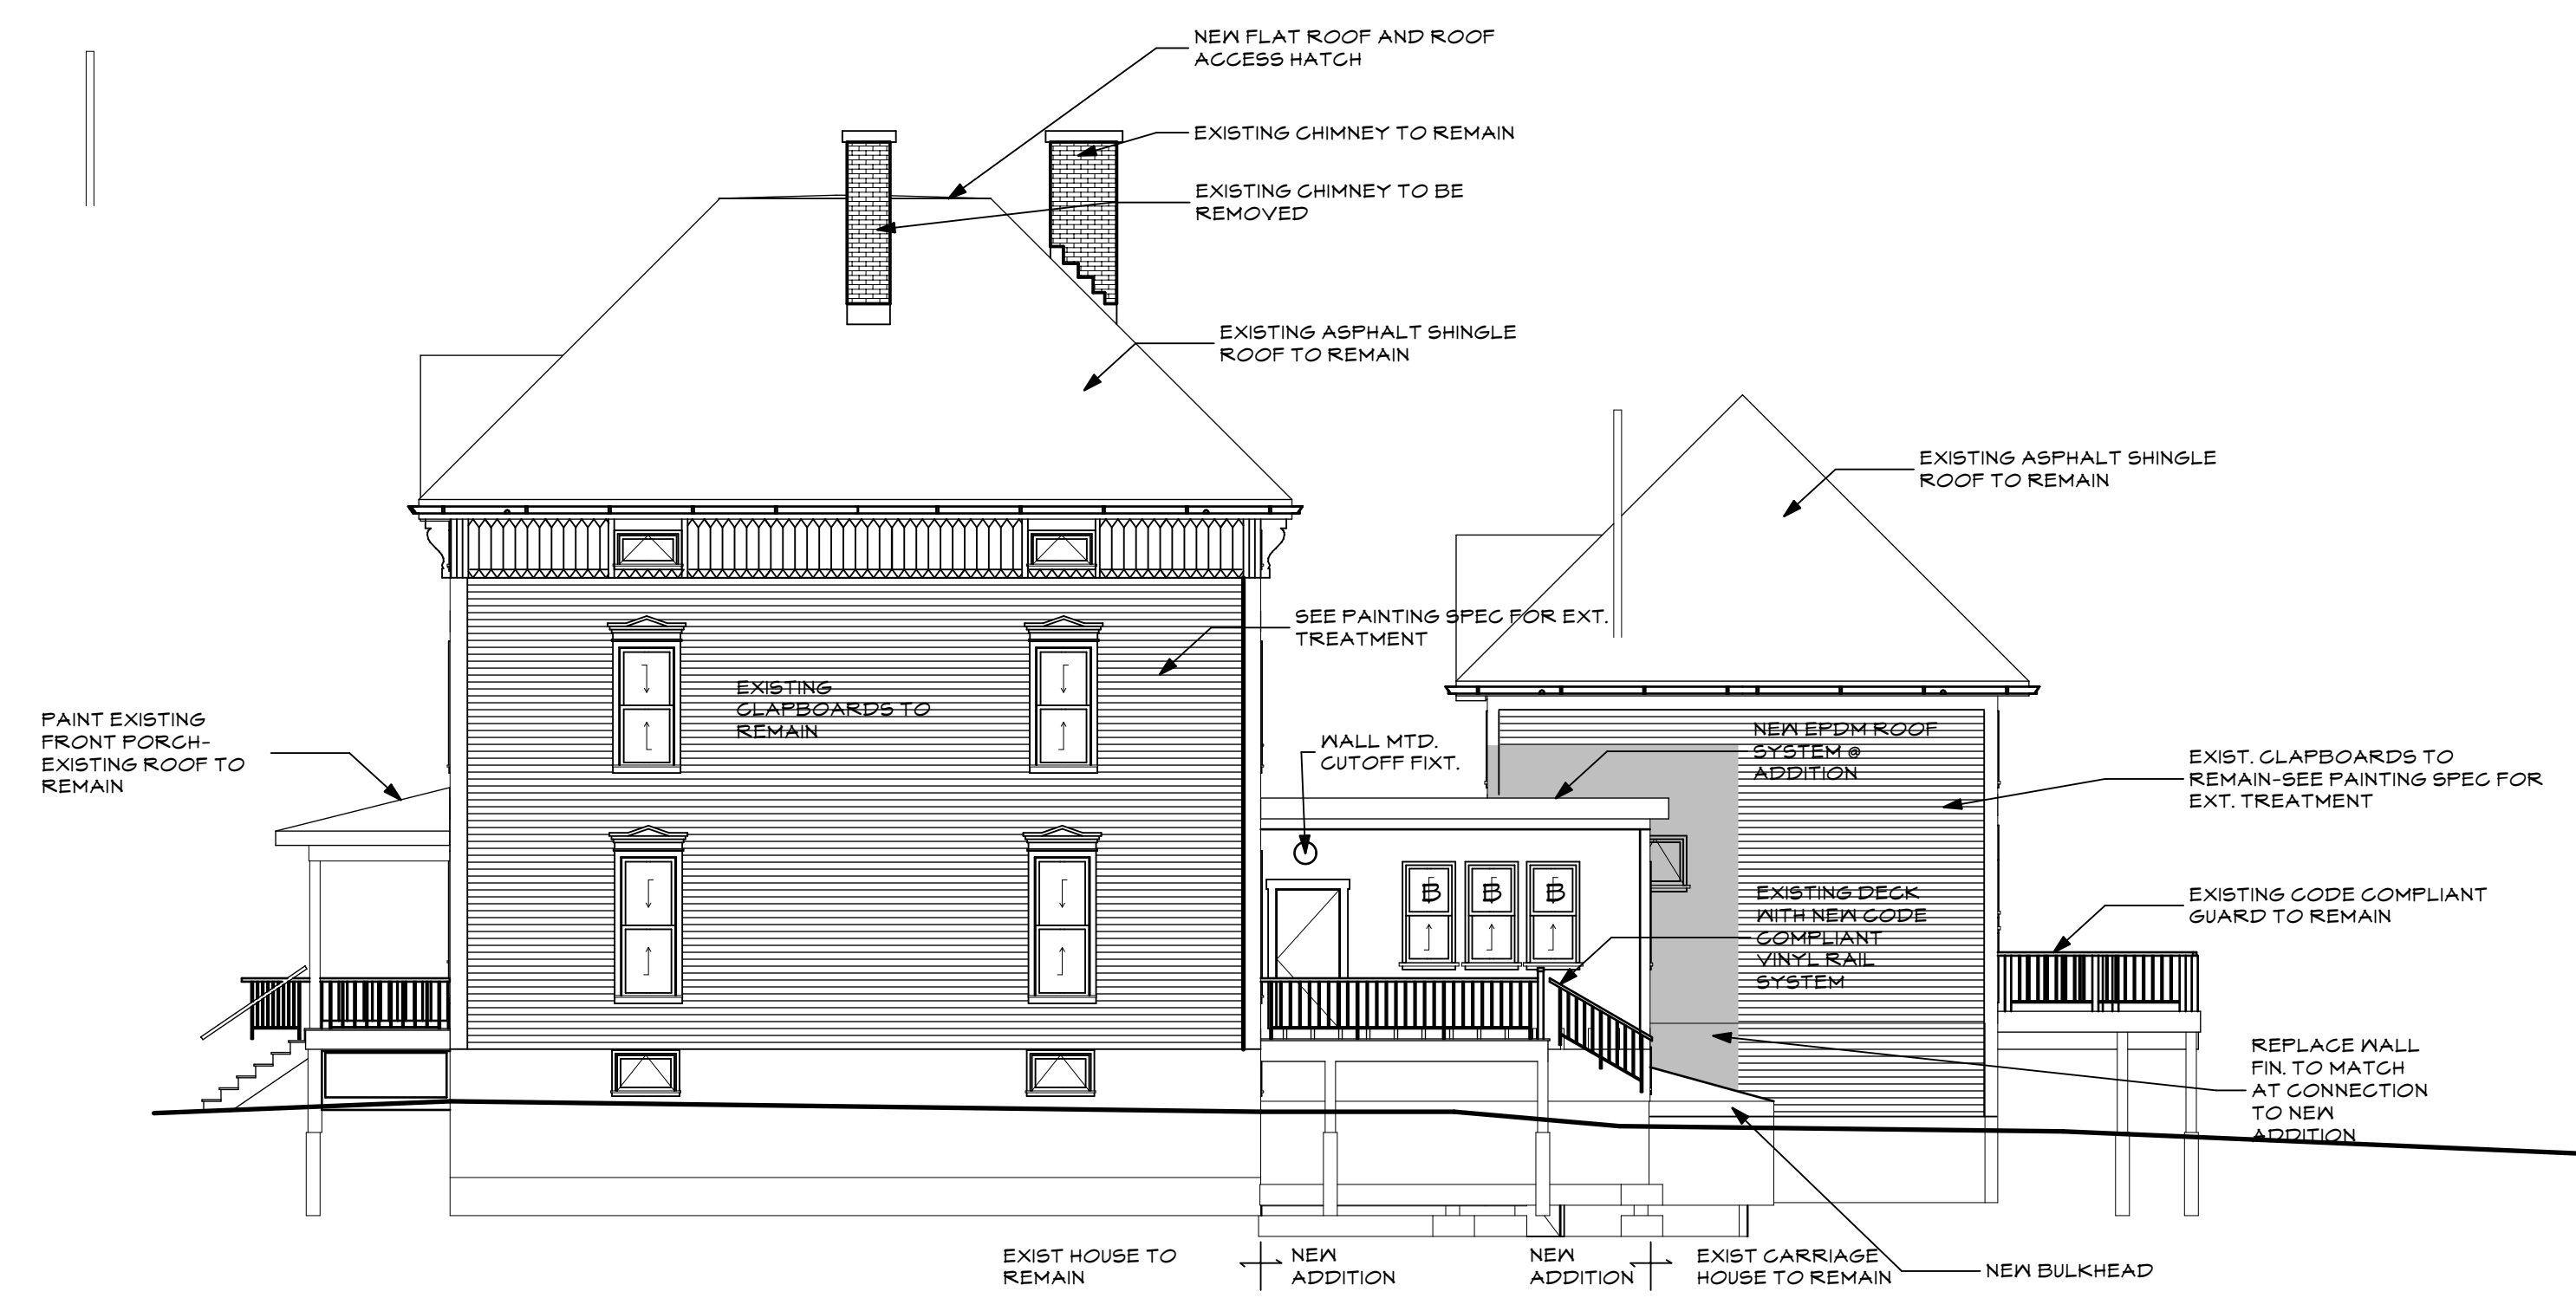 NEW FLAT ROOF AND ROOF
ACCESS HATCH
EXISTING CHIMNEY TO REMAIN
EXISTING CHIMNEY TO BE
REMOVED
EXISTING ASPHALT SHINGLE
ROOF TO REMAIN
EXISTING ASPHALT SHINGLE
ROOF TO REMAIN
SEE PAINTING SPEC FOR EXT.
TREATMENT
EXISTING
CLAPBOARDS TO
REMAIN
PAINT EXISTING
FRONT PORCH-
EXISTING ROOF TO
REMAIN
WALL MTD.
CUTOFF FIXT.
NEW EPDM ROOF
SYSTEM @
ADDITION
EXIST. CLAPBOARDS TO
REMAIN-SEE PAINTING SPEC FOR
EXT. TREATMENT
B B B
EXISTING DECK
WITH NEW CODE
COMPLIANT
VINYL RAIL
SYSTEM
EXISTING CODE COMPLIANT
GUARD TO REMAIN
REPLACE WALL
FIN. TO MATCH
AT CONNECTION
TO NEW
ADDITION
EXIST HOUSE TO
REMAIN
NEW
ADDITION
NEW
ADDITION
EXIST CARRIAGE
HOUSE TO REMAIN
NEW BULKHEAD